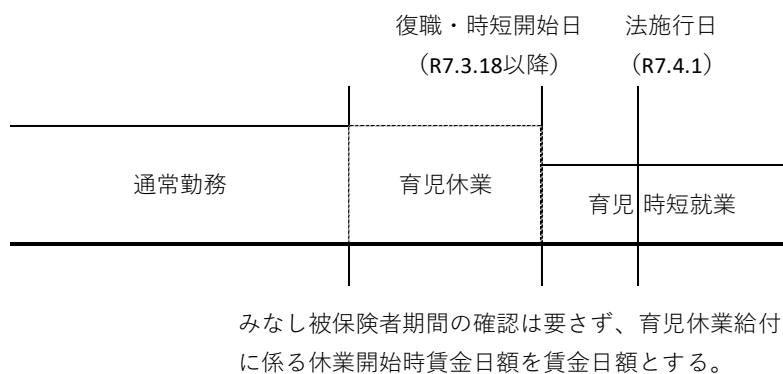 復職・時短開始日
(R7.3.18以降)
法施行日
(R7.4.1)
通常勤務
育児休業
育児時短就業
みなし被保険者期間の確認は要さず、育児休業給付
に係る休業開始時賃金日額を賃金日額とする。